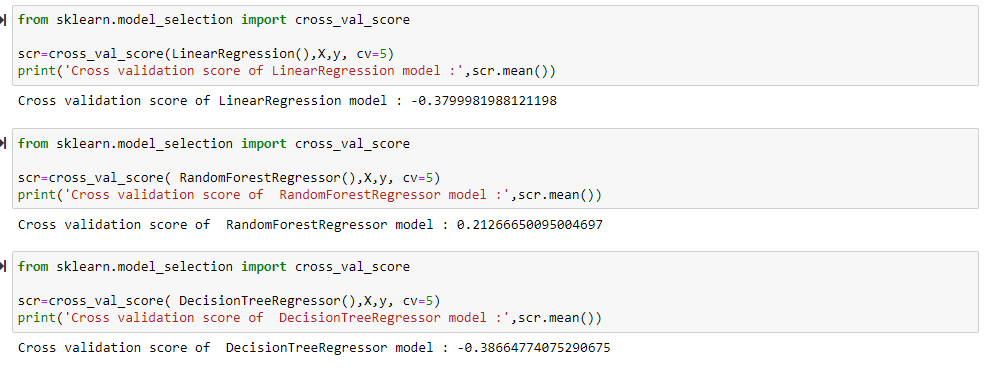 from sklearn.model_selection import cross_val_score
scr=cross_val_score(LinearRegression(),X,y, cv=5)
print('Cross validation score of LinearRegression model :',scr.mean())
Cross validation score of LinearRegression model : -0.3799981988121198
from sklearn.model_selection import cross_val_score
scr=cross_val_score( RandomForestRegressor(),X,y, cv=5)
print('Cross validation score of  RandomForestRegressor model :',scr.mean())
Cross validation score of  RandomForestRegressor model : 0.21266650095004697
from sklearn.model_selection import cross_val_score
scr=cross_val_score( DecisionTreeRegressor(),X,y, cv=5)
print('Cross validation score of  DecisionTreeRegressor model :',scr.mean())
Cross validation score of  DecisionTreeRegressor model : -0.38664774075290675